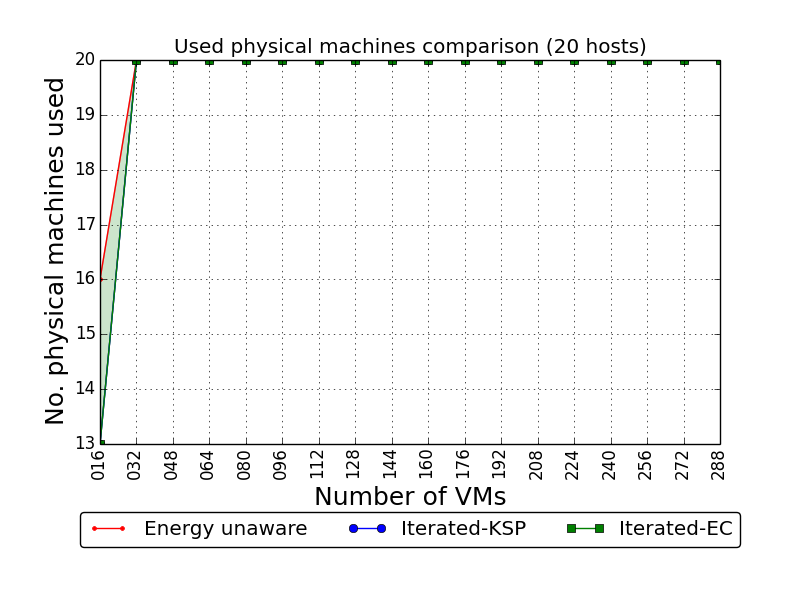 Used physical machines comparison (20 hosts)
No. physical machines used
20
19
18
17
16
15
14
13
016 032 048 064 080 096 112 128 144 160 176 192 208 224 240 256 272 288
Number of VMs
Energy unaware Iterated-KSP Iterated-EC